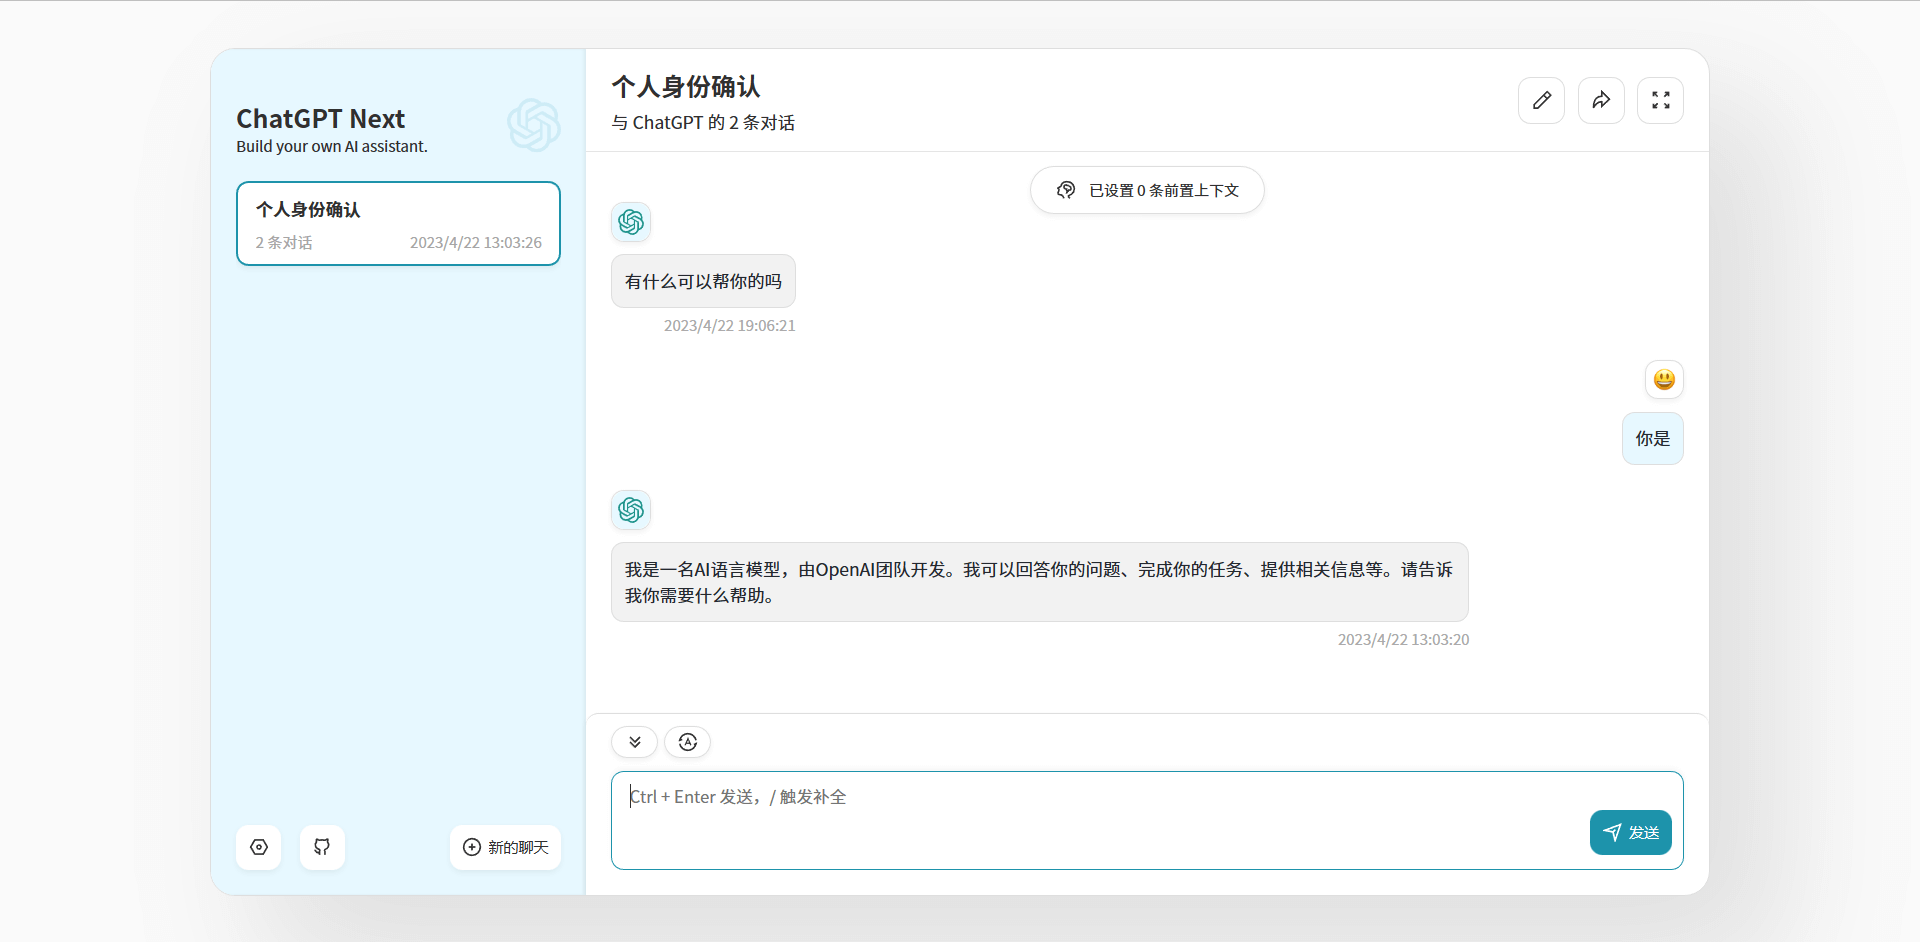 ChatGPT Next
Build your own AI assistant.
个人身份确认
2 条对话
2023/4/22 13:03:26
新的聊天
个人身份确认
与 ChatGPT 的 2 条对话
已设置 0 条前置上下文
有什么可以帮你的吗
2023/4/22 19:06:21
你是
我是一名AI语言模型，由OpenAI团队开发。我可以回答你的问题、完成你的任务、提供相关信息等。请告诉
我你需要什么帮助。
2023/4/22 13:03:20
Ctrl + Enter 发送，/ 触发补全
发送